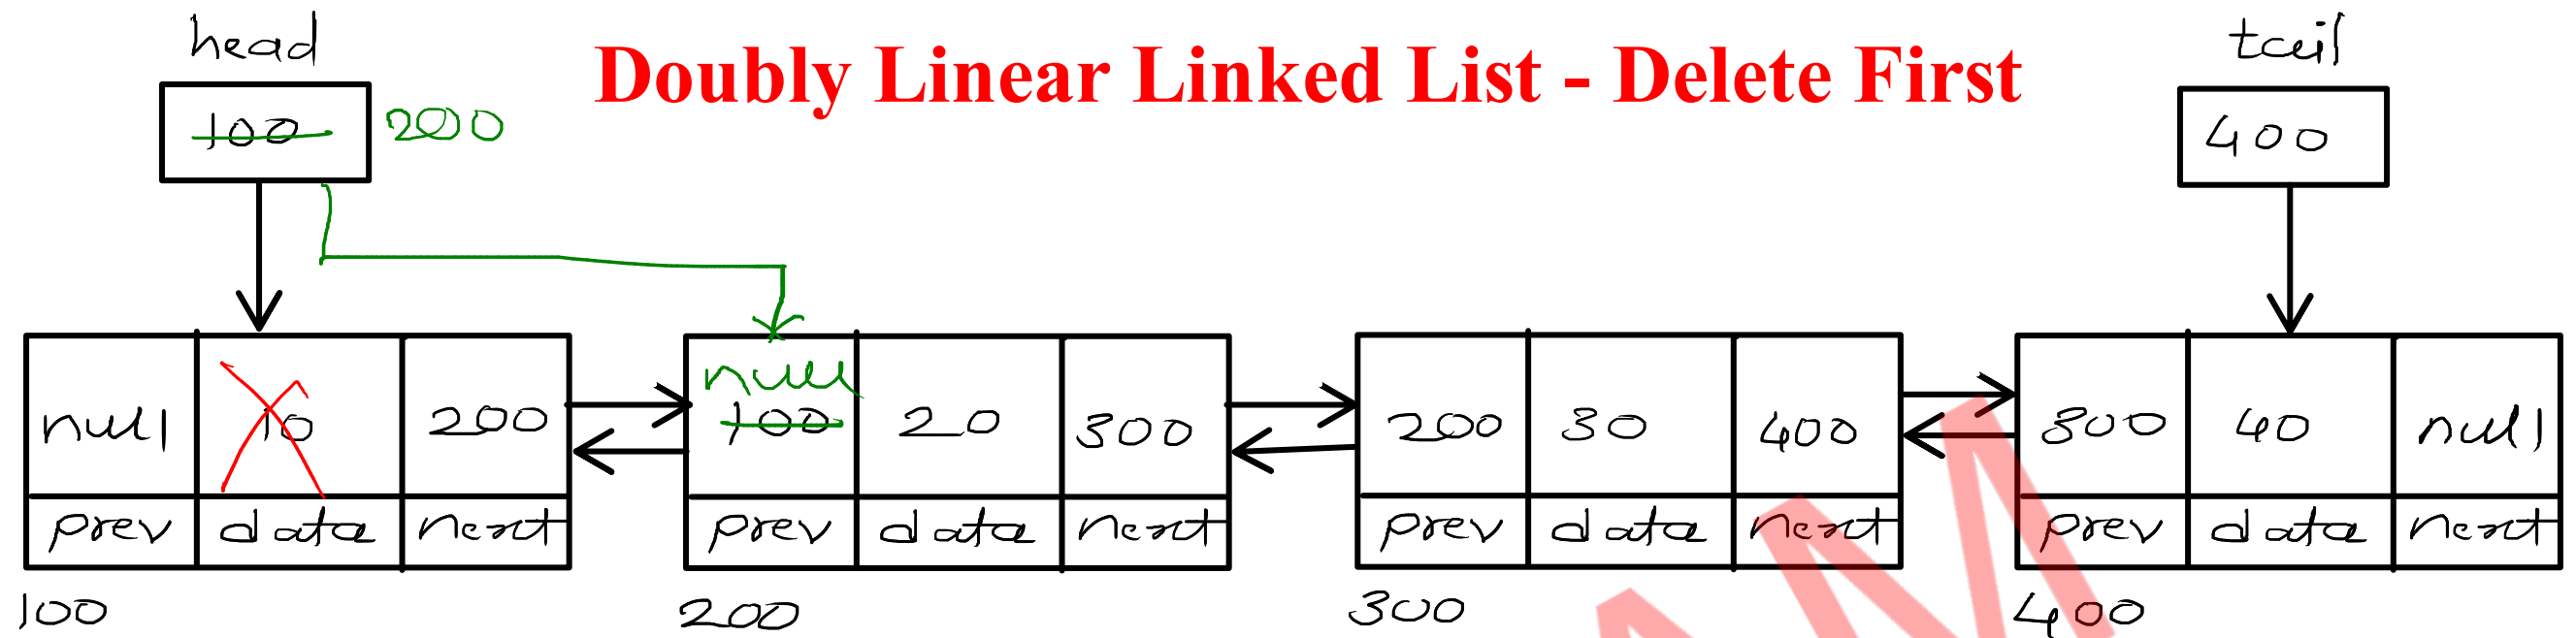 head
Doubly Linear Linked List - Delete First
tail
100 200
400
null 10 200
null
100 20 300
200 30 400
300 40 null
prev data next
prev data next
prev data next
prev data next
100
200
300
400